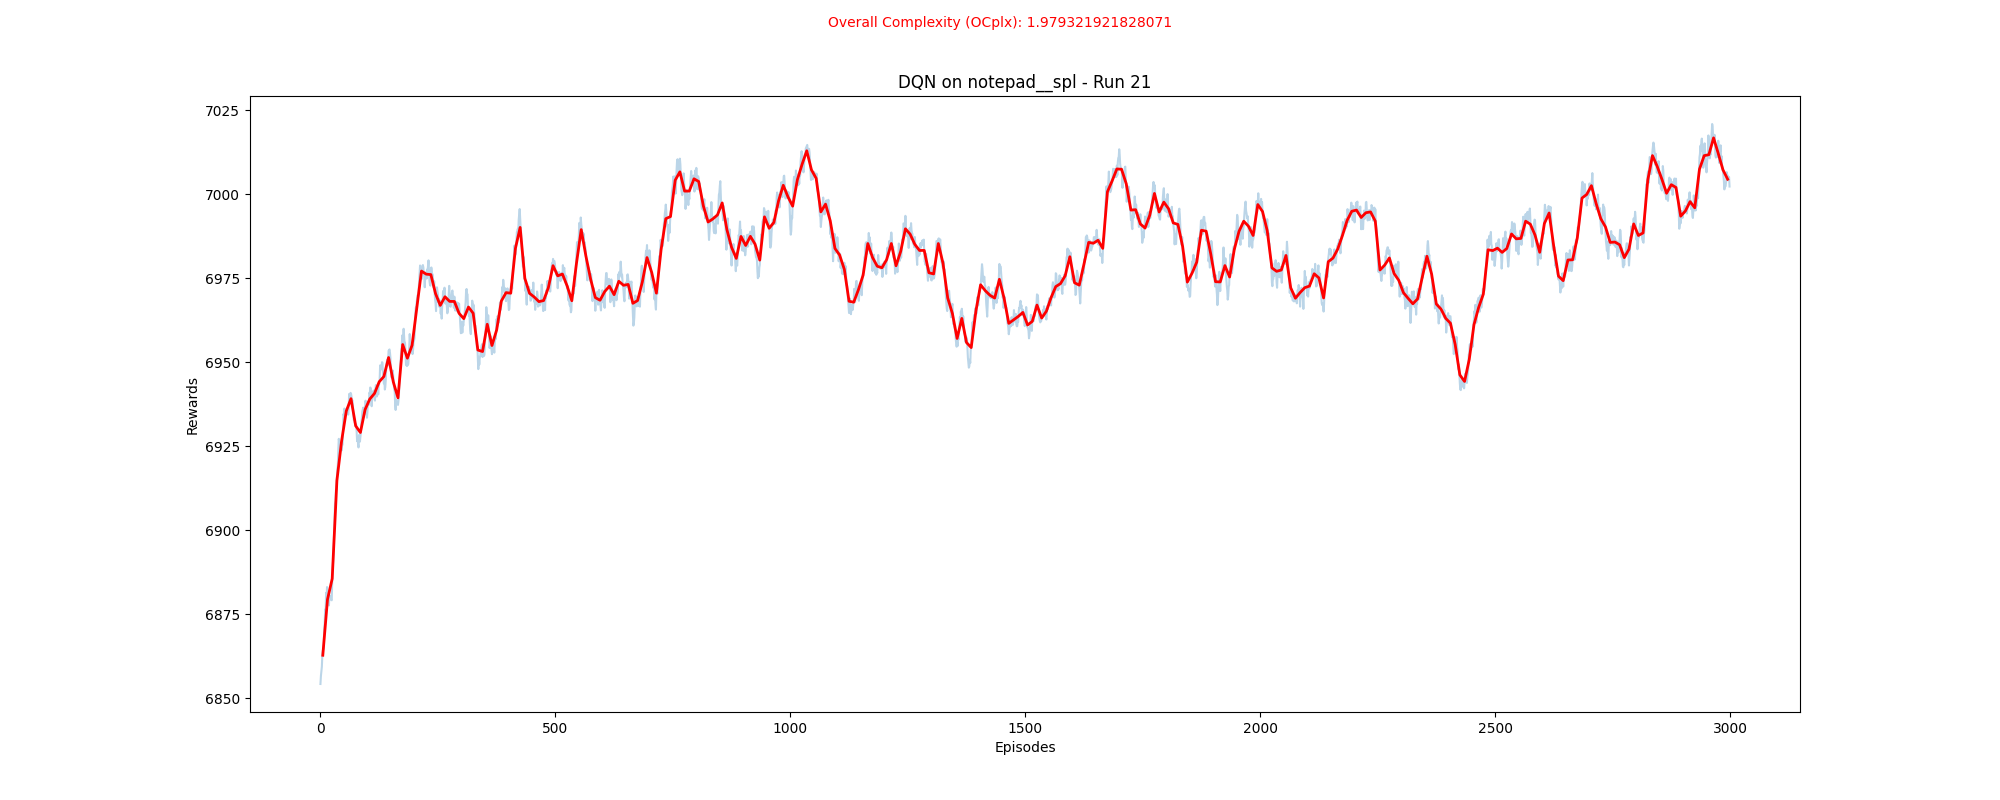 Overall Complexity (OCplx): 1.979321921828071
DQN on notepad__spl - Run 21
7025
7000
6975
6950
6925
6900
6875
6850
Rewards
0 500 1000 1500 2000 2500 3000
Episodes